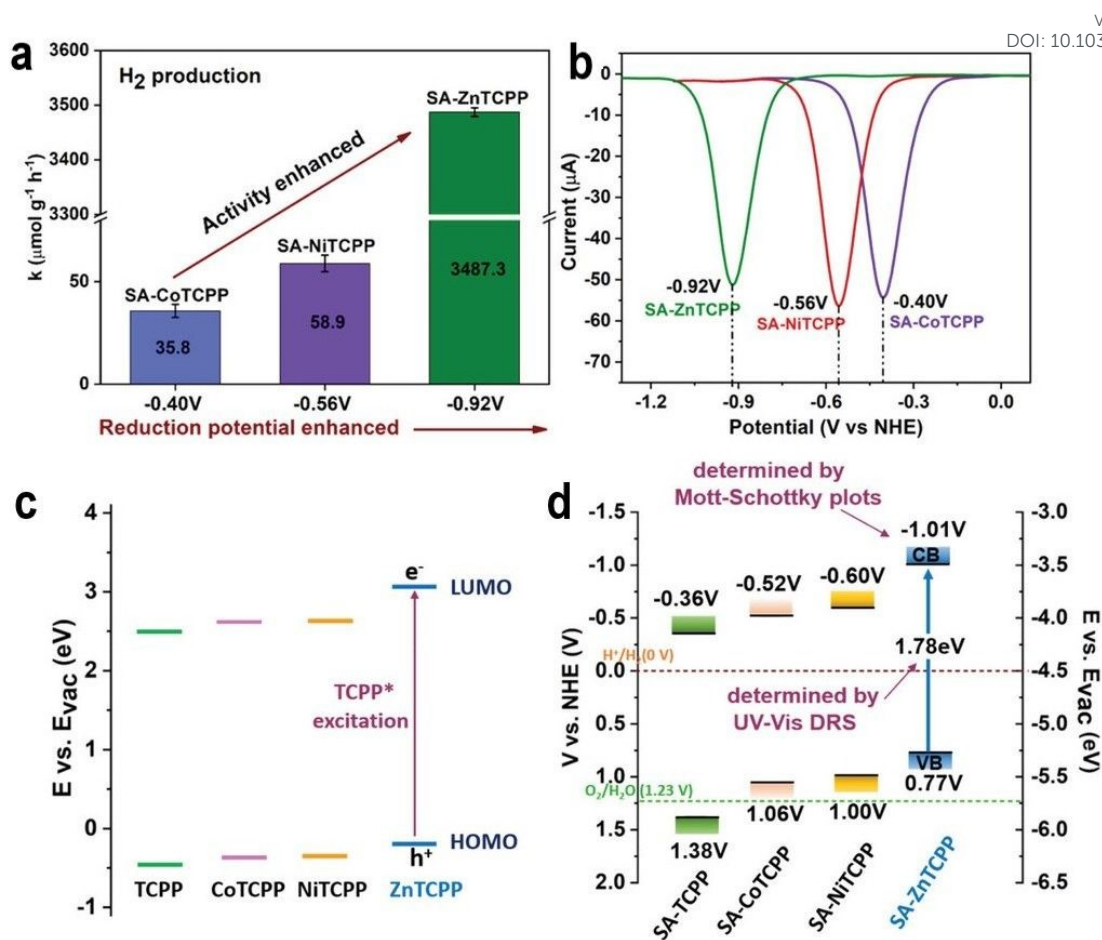 v
DOI: 10.103
a
H2 production
k (μmol g-1 h-1)
3600
3500
3400
3300
50
0
SA-ZnTCPP
Activity enhanced
SA-NiTCPP
SA-CoTCPP
35.8
58.9
3487.3
-0.40V
-0.56V
-0.92V
Reduction potential enhanced
b
Current (μA)
0
-10
-20
-30
-40
-50
-60
-70
-0.92V
SA-ZnTCPP
-0.56V
SA-NiTCPP
-0.40V
SA-CoTCPP
-1.2
-0.9
-0.6
-0.3
0.0
Potential (V vs NHE)
c
E vs. Evac (eV)
4
3
2
1
0
-1
e-
LUMO
TCPP*
excitation
HOMO
h+
TCPP
CoTCPP
NiTCPP
ZnTCPP
d
determined by
Mott-Schottky plots
V vs. NHE (V)
-1.5
-1.0
-0.5
0.0
0.5
1.0
1.5
2.0
-1.01V
CB
-0.60V
-0.52V
-0.36V
H+/H2(0 V)
1.78eV
determined by
UV-Vis DRS
VB
0.77V
O2/H2O (1.23 V)
1.06V
1.00V
1.38V
SA-TCPP
SA-CoTCPP
SA-NiTCPP
SA-ZnTCPP
-3.0
-3.5
-4.0
-4.5
-5.0
-5.5
-6.0
-6.5
E vs. Evac (eV)